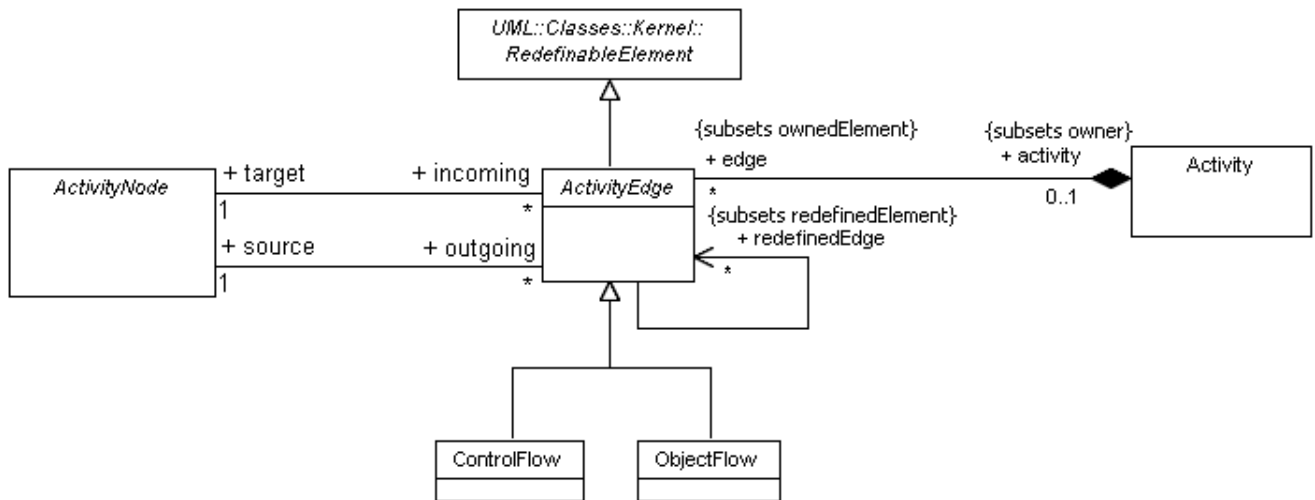 UML::Classes::Kernel::
RedefinableElement
{subsets ownedElement}
{subsets owner}
+ edge
+ activity
*
0..1
Activity
ActivityNode
+ target
+ incoming
1
*
ActivityEdge
+ source
+ outgoing
1
*
{subsets redefinedElement}
+ redefinedEdge
*
ControlFlow
ObjectFlow